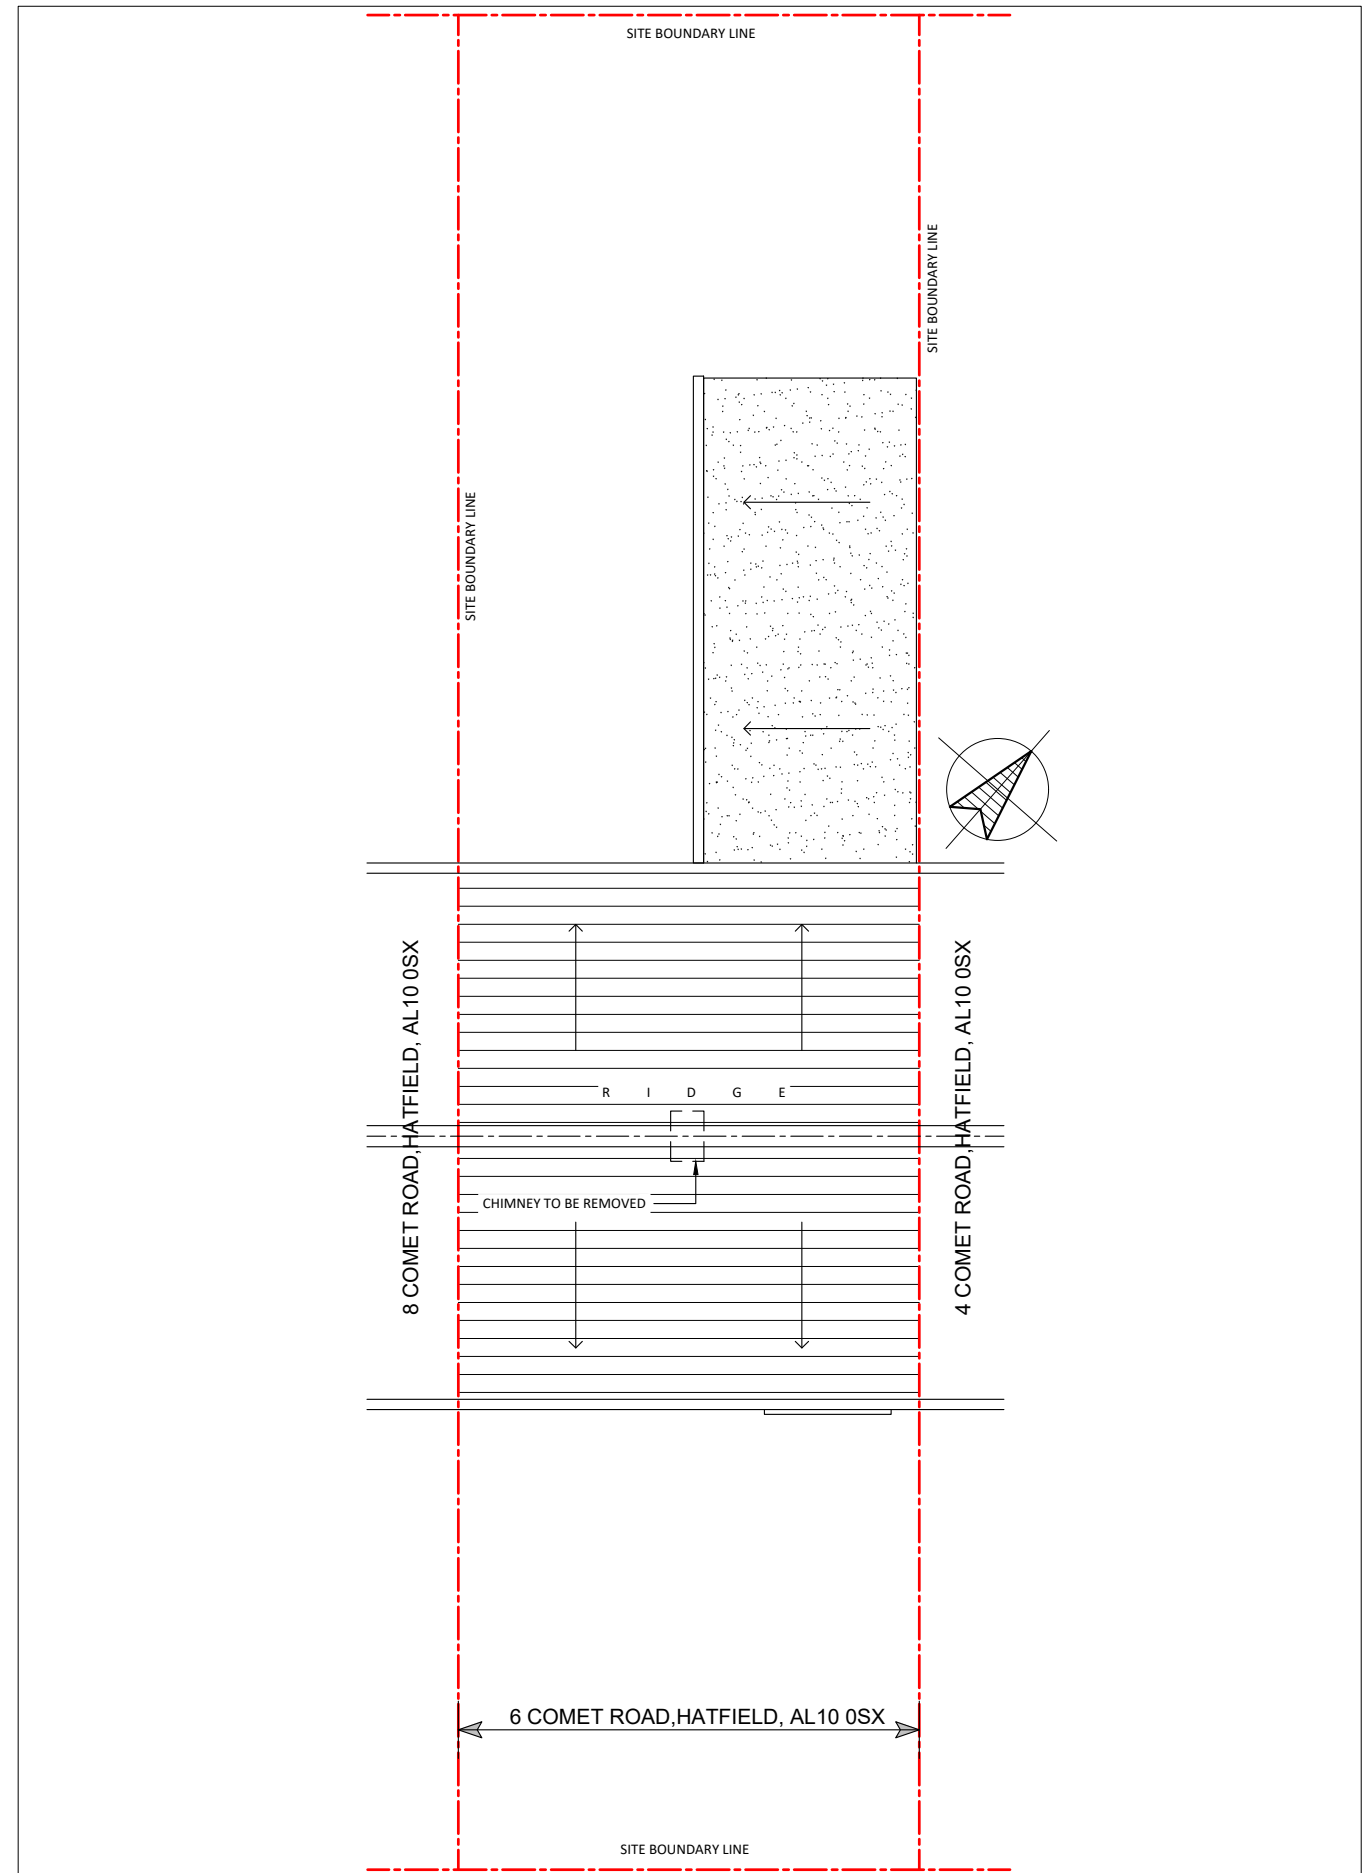 SITE BOUNDARY LINE
SITE BOUNDARY LINE
SITE BOUNDARY LINE
8 COMET ROAD,HATFIELD, AL10 0SX
4 COMET ROAD,HATFIELD, AL10 0SX
R I D G E
CHIMNEY TO BE REMOVED
6 COMET ROAD,HATFIELD, AL10 0SX
SITE BOUNDARY LINE